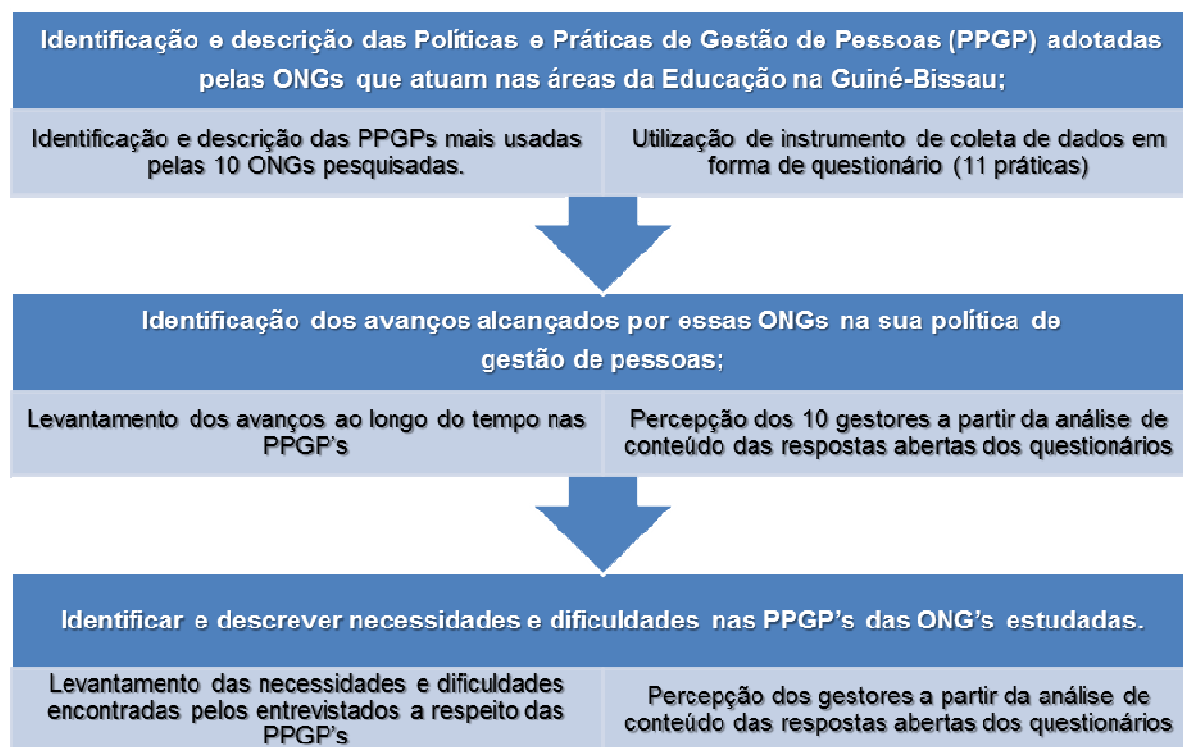 Identificação e descrição das Políticas e Práticas de Gestão de Pessoas (PPGP) adotadas
pelas ONGs que atuam nas áreas da Educação na Guiné-Bissau;
Identificação e descrição das PPGPs mais usadas
pelas 10 ONGs pesquisadas.
Utilização de instrumento de coleta de dados em
forma de questionário (11 práticas)
Identificação dos avanços alcançados por essas ONGs na sua política de
gestão de pessoas;
Levantamento dos avanços ao longo do tempo nas
PPGP's
Percepção dos 10 gestores a partir da análise de
conteúdo das respostas abertas dos questionários
Identificar e descrever necessidades e dificuldades nas PPGP's das ONG's estudadas.
Levantamento das necessidades e dificuldades
encontradas pelos entrevistados a respeito das
PPGP's
Percepção dos gestores a partir da análise de
conteúdo das respostas abertas dos questionários